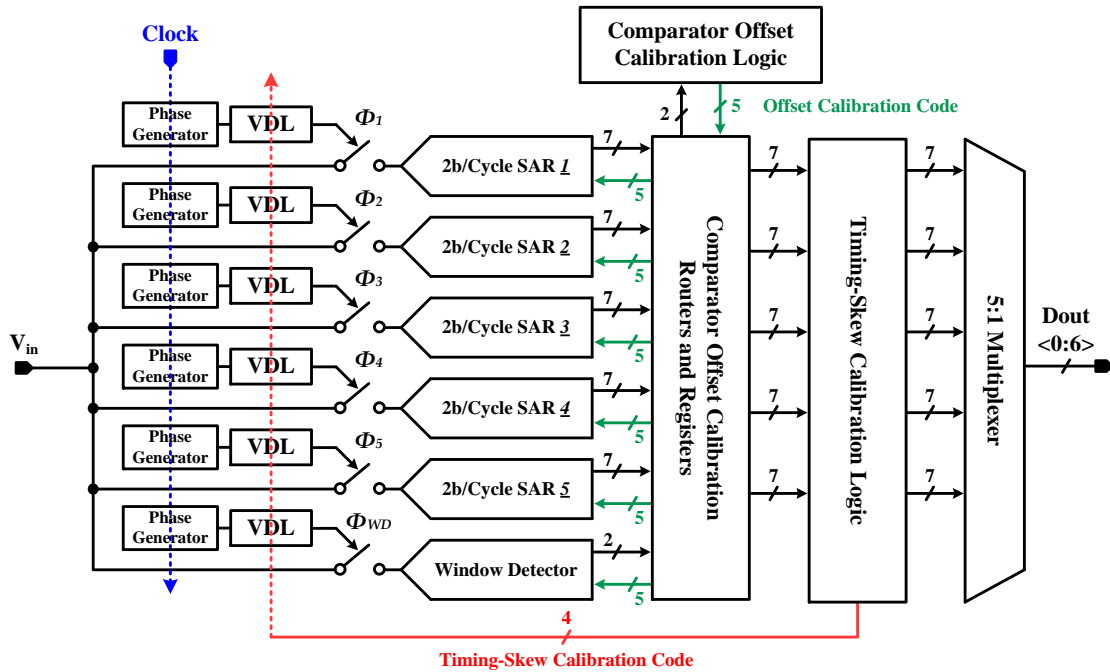 Comparator Offset
Calibration Logic
Clock
2
5
Offset Calibration Code
Phase
Generator
VDL
Φ1
2b/Cycle SAR 1
7
5
Phase
Generator
VDL
Φ2
2b/Cycle SAR 2
7
5
Phase
Generator
VDL
Φ3
2b/Cycle SAR 3
7
5
Phase
Generator
VDL
Φ4
2b/Cycle SAR 4
7
5
Phase
Generator
VDL
Φ5
2b/Cycle SAR 5
7
5
Phase
Generator
VDL
ΦWD
Window Detector
2
5
Vin
Comparator Offset Calibration
Routers and Registers
7
7
7
7
7
Timing-Skew Calibration Logic
7
7
7
7
7
5:1 Multiplexer
Dout
<0:6>
4
Timing-Skew Calibration Code